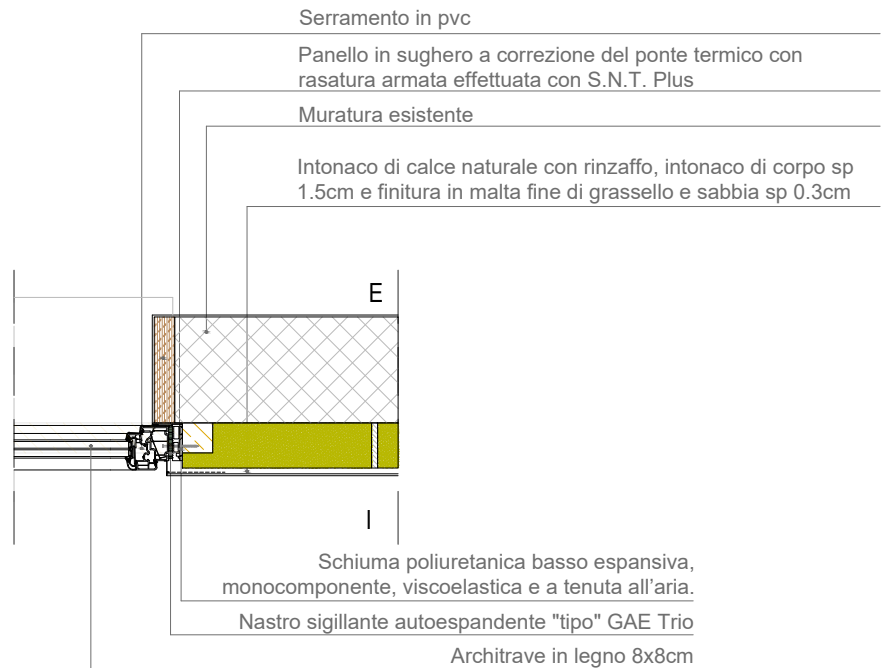 Serramento in pvc
Panello in sughero a correzione del ponte termico con
rasatura armata effettuata con S.N.T. Plus
Muratura esistente
Intonaco di calce naturale con rinzaffo, intonaco di corpo sp
1.5cm e finitura in malta fine di grassello e sabbia sp 0.3cm
E
I
Schiuma poliuretanica basso espansiva,
monocomponente, viscoelastica e a tenuta all'aria.
Nastro sigillante autoespandente "tipo" GAE Trio
Architrave in legno 8x8cm